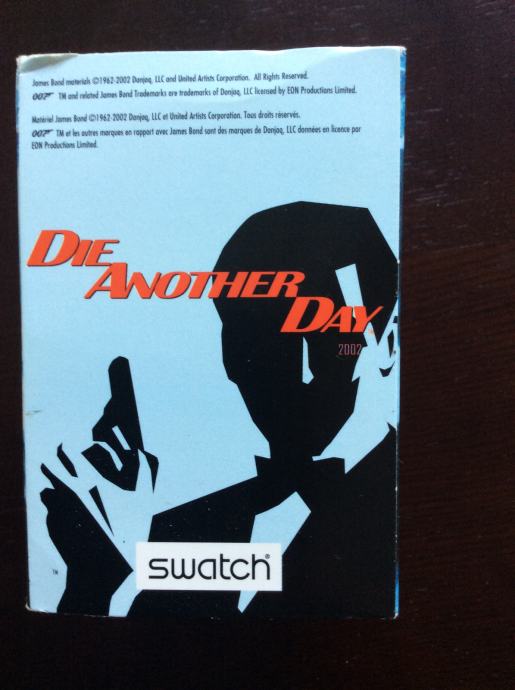 James Bond materials ©1962-2002 Danjaq, LLC and United Artists Corporation. All Rights Reserved.
007 TM and related James Bond Trademarks are trademarks of Danjaq, LLC licensed by EON Productions Limited.
Matériel James Bond ©1962-2002 Danjaq, LLC et United Artists Corporation. Tous droits réservés.
007 TM et les autres marques en rapport avec James Bond sont des marques de Danjaq, LLC données en licence par
EON Productions Limited.
DIE
ANOTHER
DAY
2002
swatch®
TM